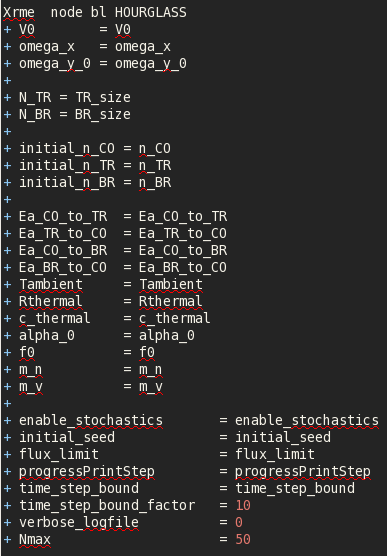 Xrme  node bl HOURGLASS
+ V0        = V0
+ omega_x   = omega_x
+ omega_y_0 = omega_y_0
+
+ N_TR = TR_size
+ N_BR = BR_size
+
+ initial_n_CO = n_CO
+ initial_n_TR = n_TR
+ initial_n_BR = n_BR
+
+ Ea_CO_to_TR  = Ea_CO_to_TR
+ Ea_TR_to_CO  = Ea_TR_to_CO
+ Ea_CO_to_BR  = Ea_CO_to_BR
+ Ea_BR_to_CO  = Ea_BR_to_CO
+ Tambient     = Tambient
+ Rthermal     = Rthermal
+ c_thermal    = c_thermal
+ alpha_0      = alpha_0
+ f0           = f0
+ m_n          = m_n
+ m_v          = m_v
+
+ enable_stochastics       = enable_stochastics
+ initial_seed             = initial_seed
+ flux_limit               = flux_limit
+ progressPrintStep        = progressPrintStep
+ time_step_bound          = time_step_bound
+ time_step_bound_factor   = 10
+ verbose_logfile          = 0
+ Nmax                     = 50